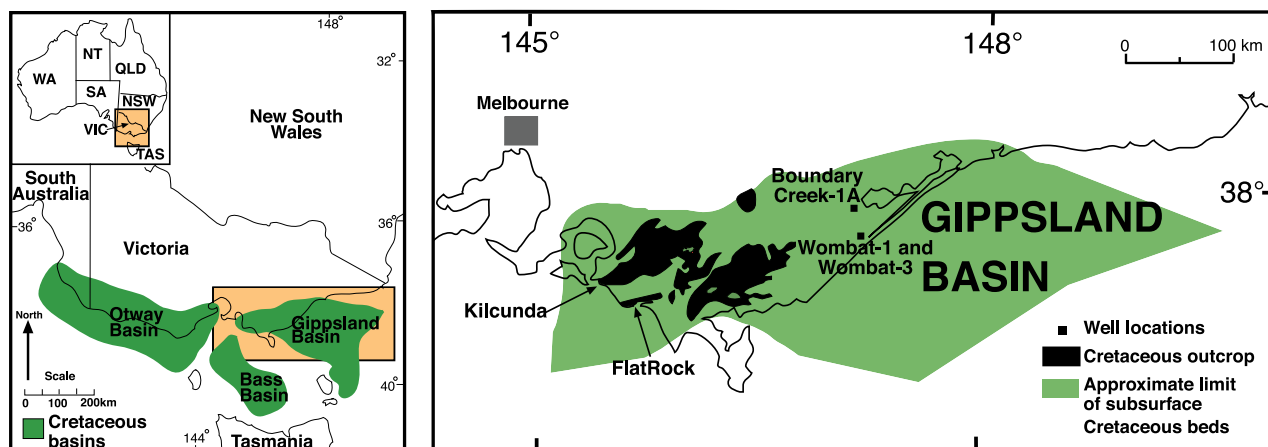 148°
32°
NT
WA
QLD
SA
NSW
VIC
TAS
New South
Wales
South
Australia
36°
36°
Victoria
Otway
Basin
Gippsland
Basin
North
Bass
Basin
Scale
0 100 200km
40°
Cretaceous
basins
144°
Tasmania
145°
148°
0 100 km
Melbourne
38°
Boundary
Creek-1A
GIPPSLAND
BASIN
Wombat-1 and
Wombat-3
Kilcunda
FlatRock
Well locations
Cretaceous outcrop
Approximate limit
of subsurface
Cretaceous beds